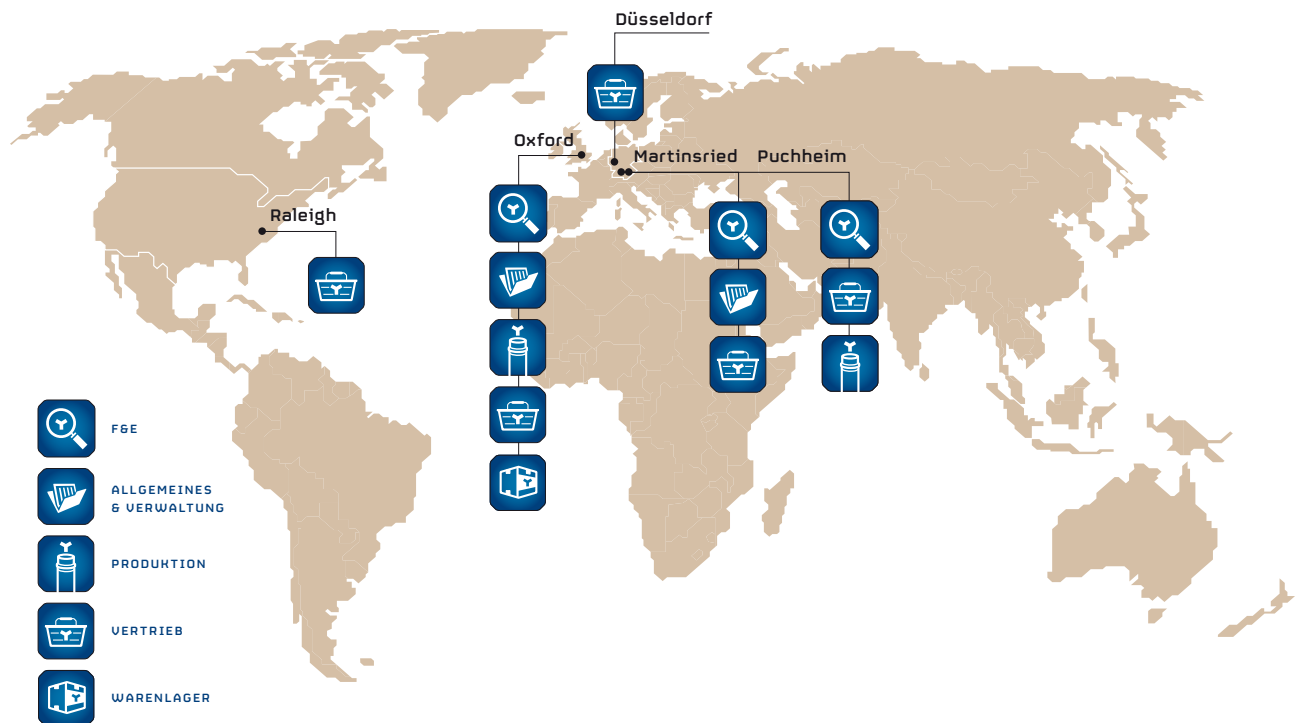 Düsseldorf
Oxford
Martinsried
Puchheim
Raleigh
F&E
ALLGEMEINES
& VERWALTUNG
PRODUKTION
VERTRIEB
WARENLAGER